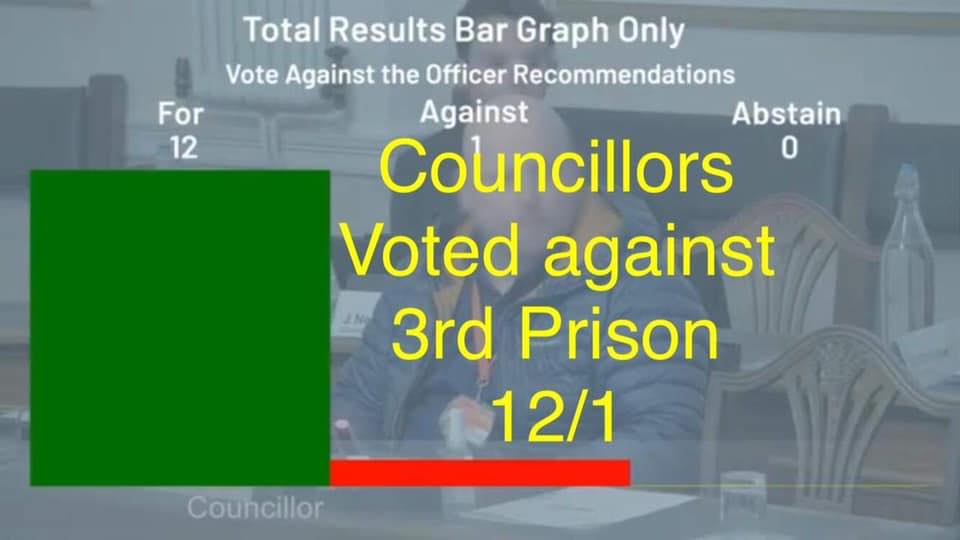 Total Results Bar Graph Only
Vote Against the Officer Recommendations
For Against Abstain
12 1 0
Councillors
Voted against
3rd Prison
12/1
Councillor